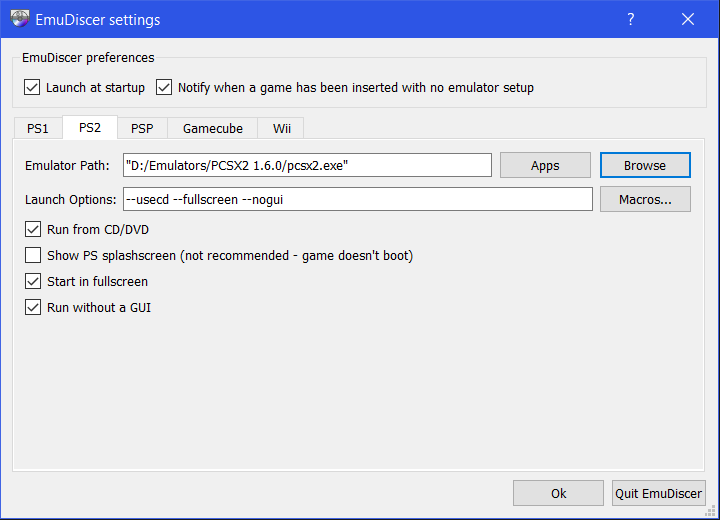 EmuDiscer settings
?
EmuDiscer preferences
Launch at startup Notify when a game has been inserted with no emulator setup
PS1 PS2 PSP Gamecube Wii
Emulator Path: "D:/Emulators/PCSX2 1.6.0/pcsx2.exe" Apps Browse
Launch Options: --usecd --fullscreen --nogui Macros...
Run from CD/DVD
Show PS splashscreen (not recommended - game doesn't boot)
Start in fullscreen
Run without a GUI
Ok Quit EmuDiscer